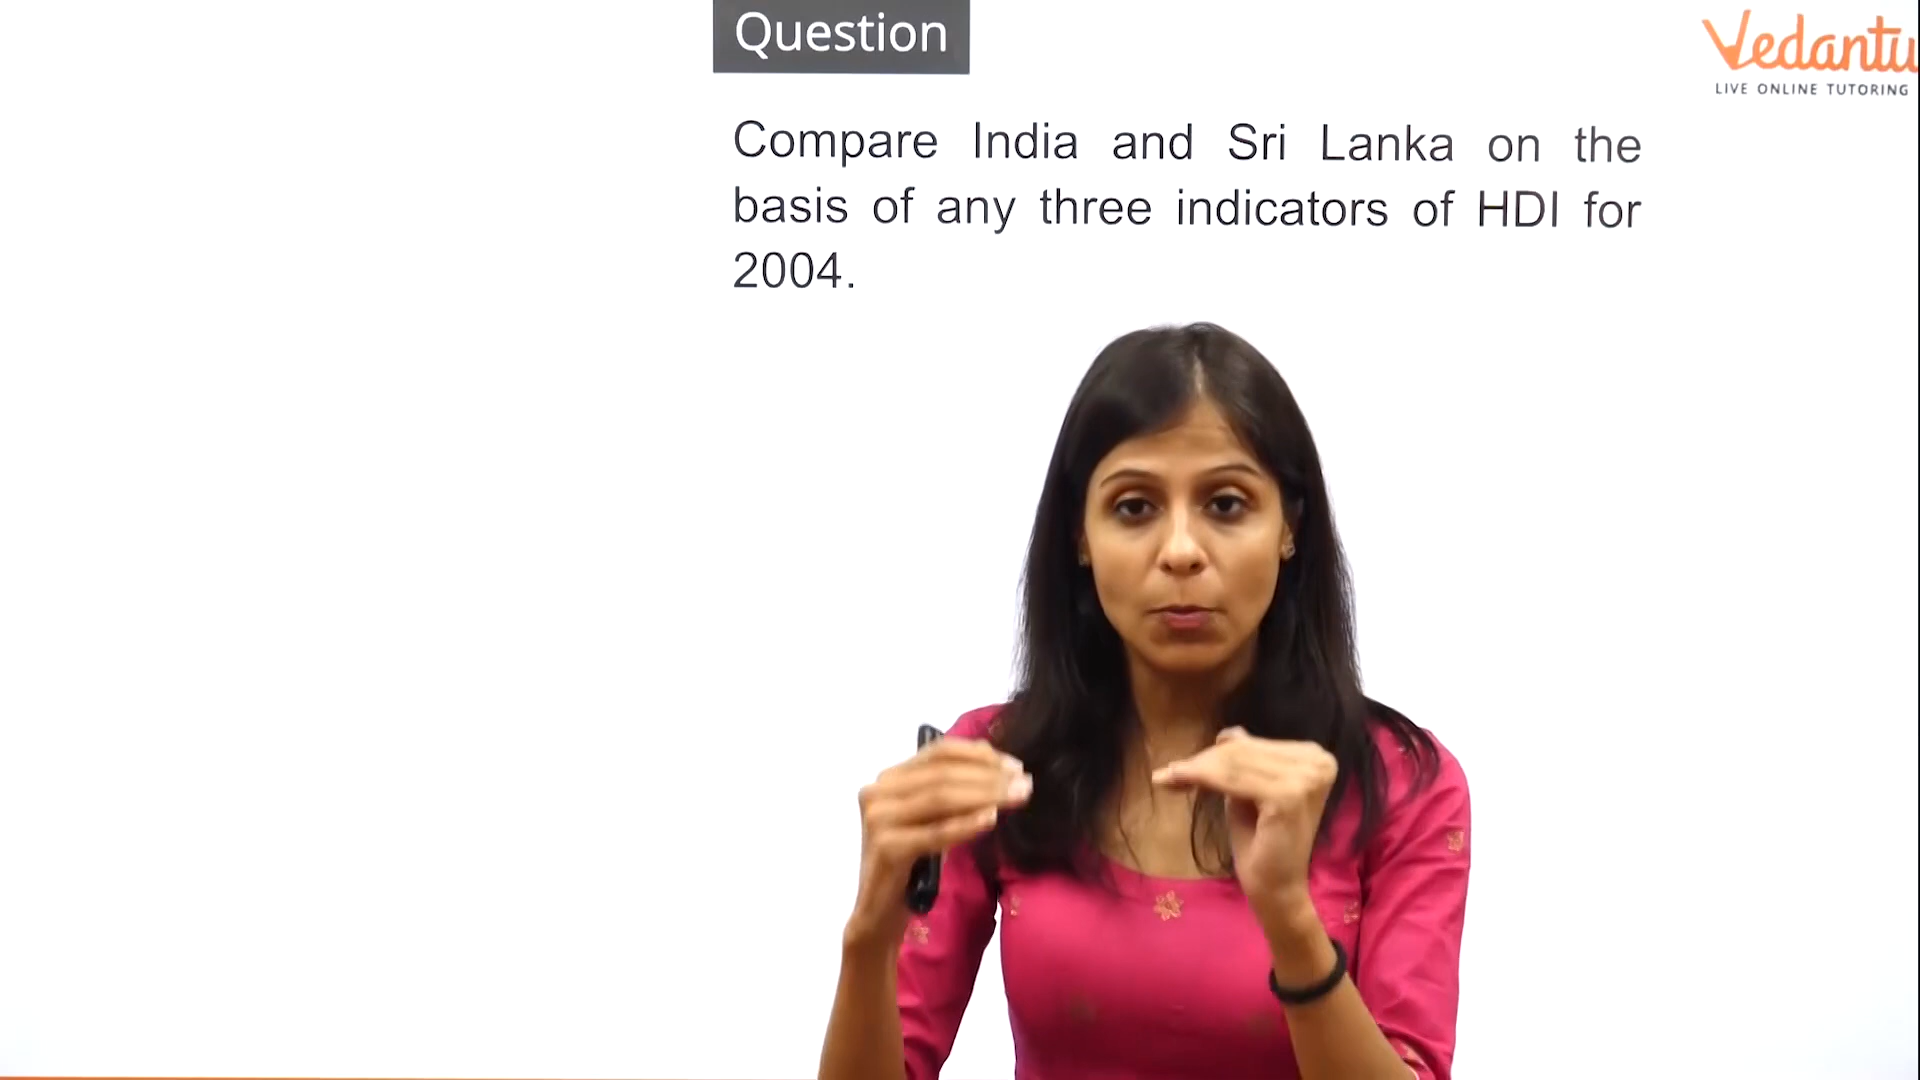 Question
Vedantu
LIVE ONLINE TUTORING
Compare India and Sri Lanka on the
basis of any three indicators of HDI for
2004.